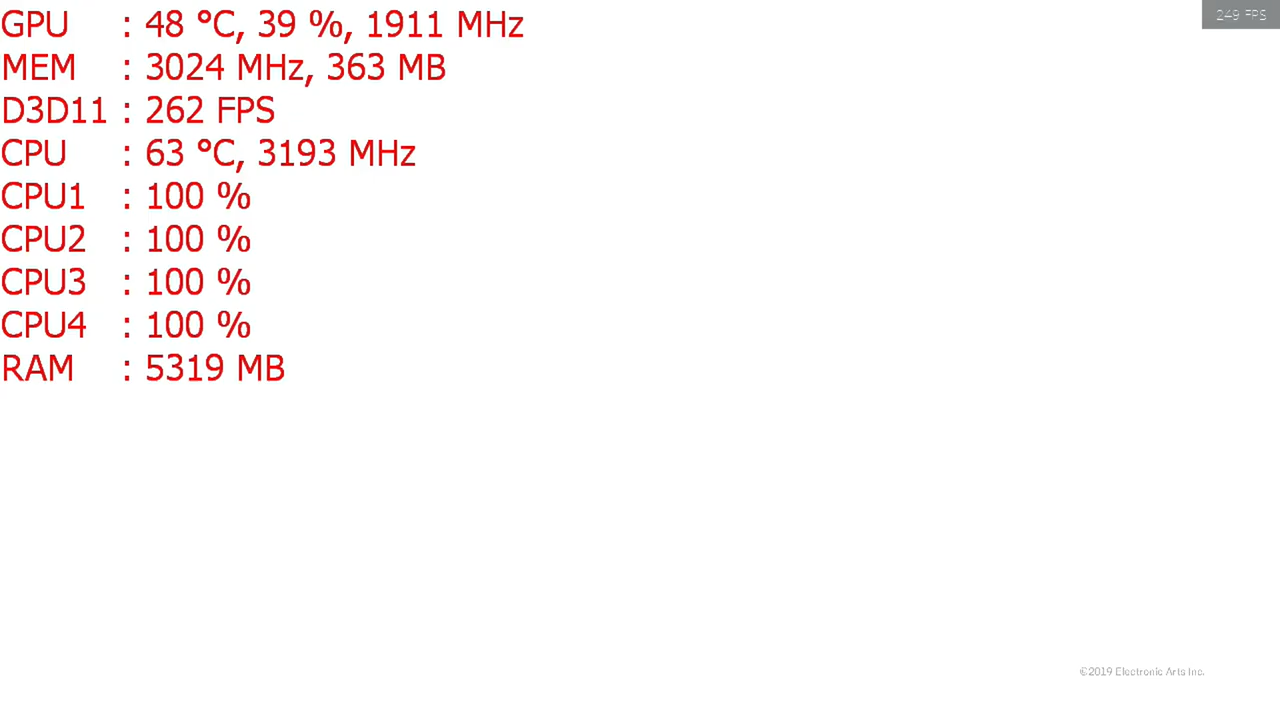 GPU : 48 °C, 39 %, 1911 MHz
249 FPS
MEM : 3024 MHz, 363 MB
D3D11 : 262 FPS
CPU : 63 °C, 3193 MHz
CPU1 : 100 %
CPU2 : 100 %
CPU3 : 100 %
CPU4 : 100 %
RAM : 5319 MB
©2019 Electronic Arts Inc.